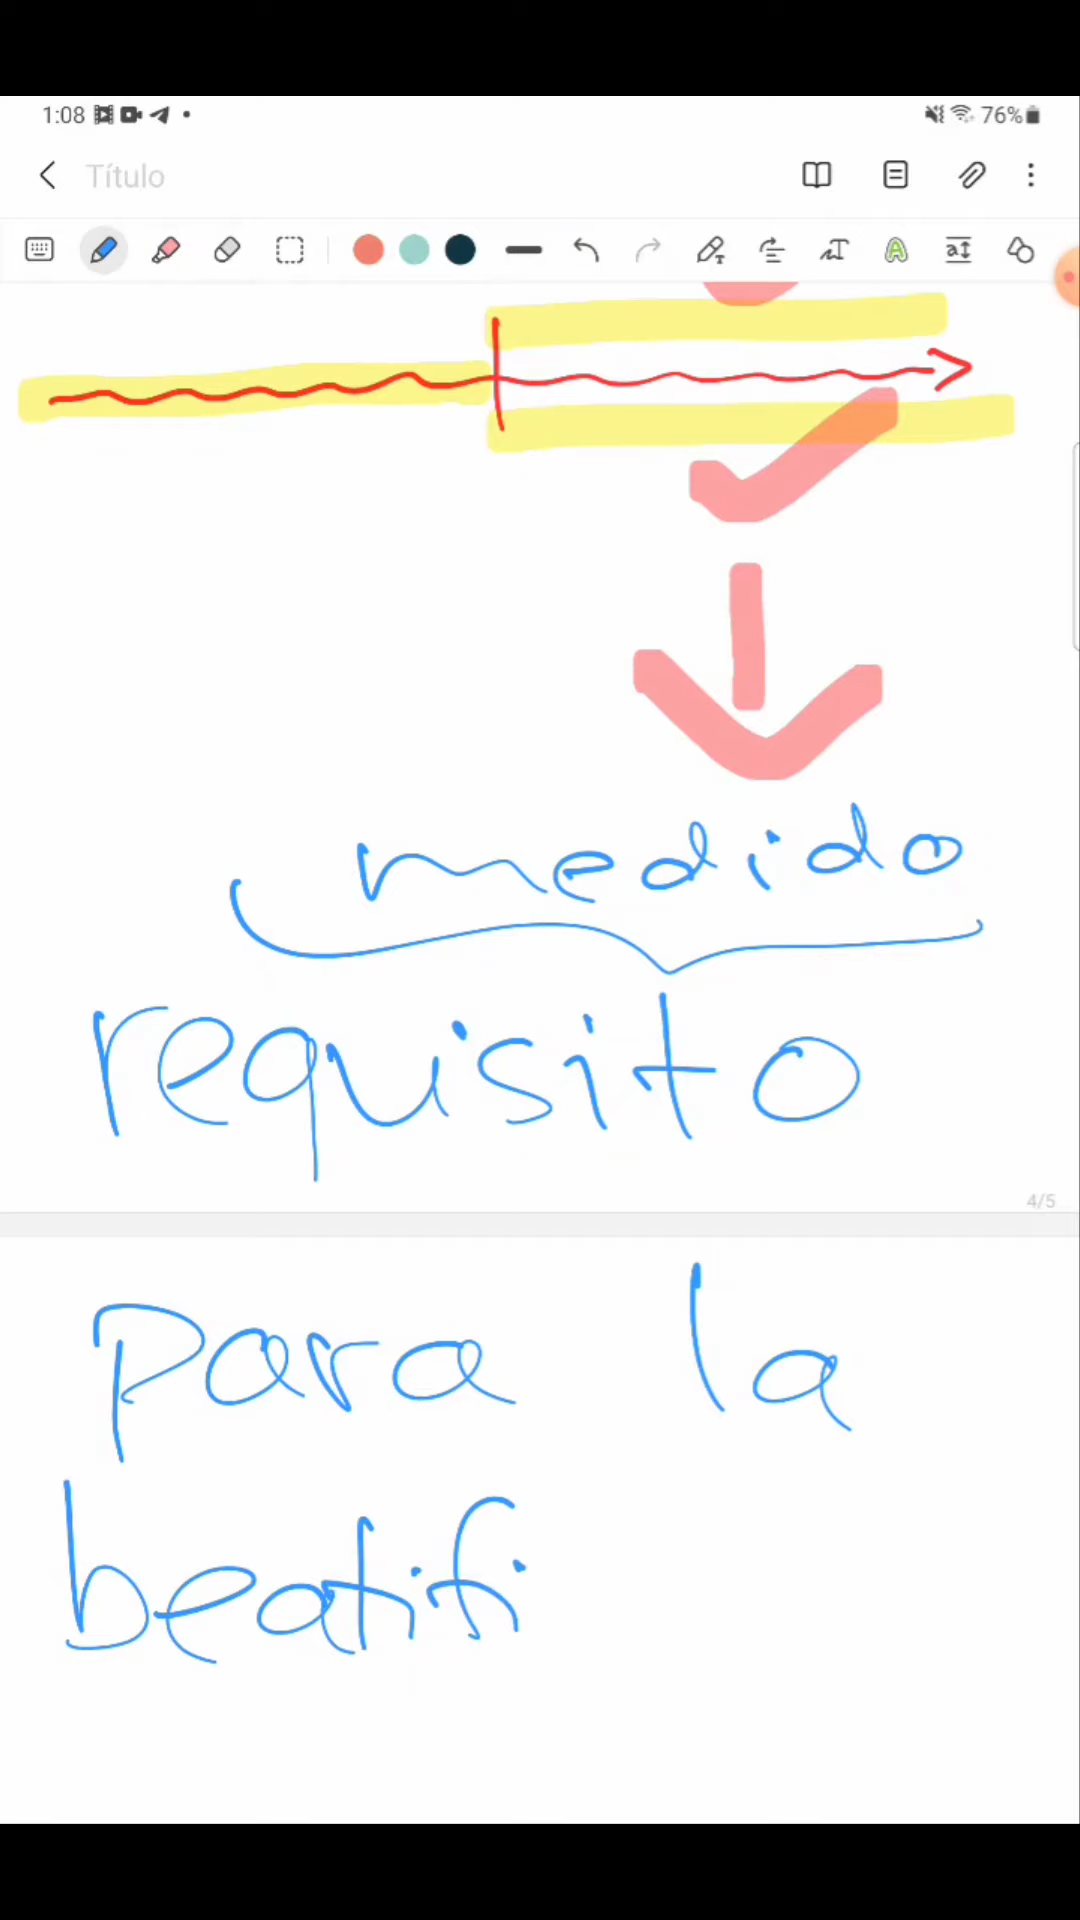 1:08
76%
Título
medido
requisito
4/5
para la
beatifi